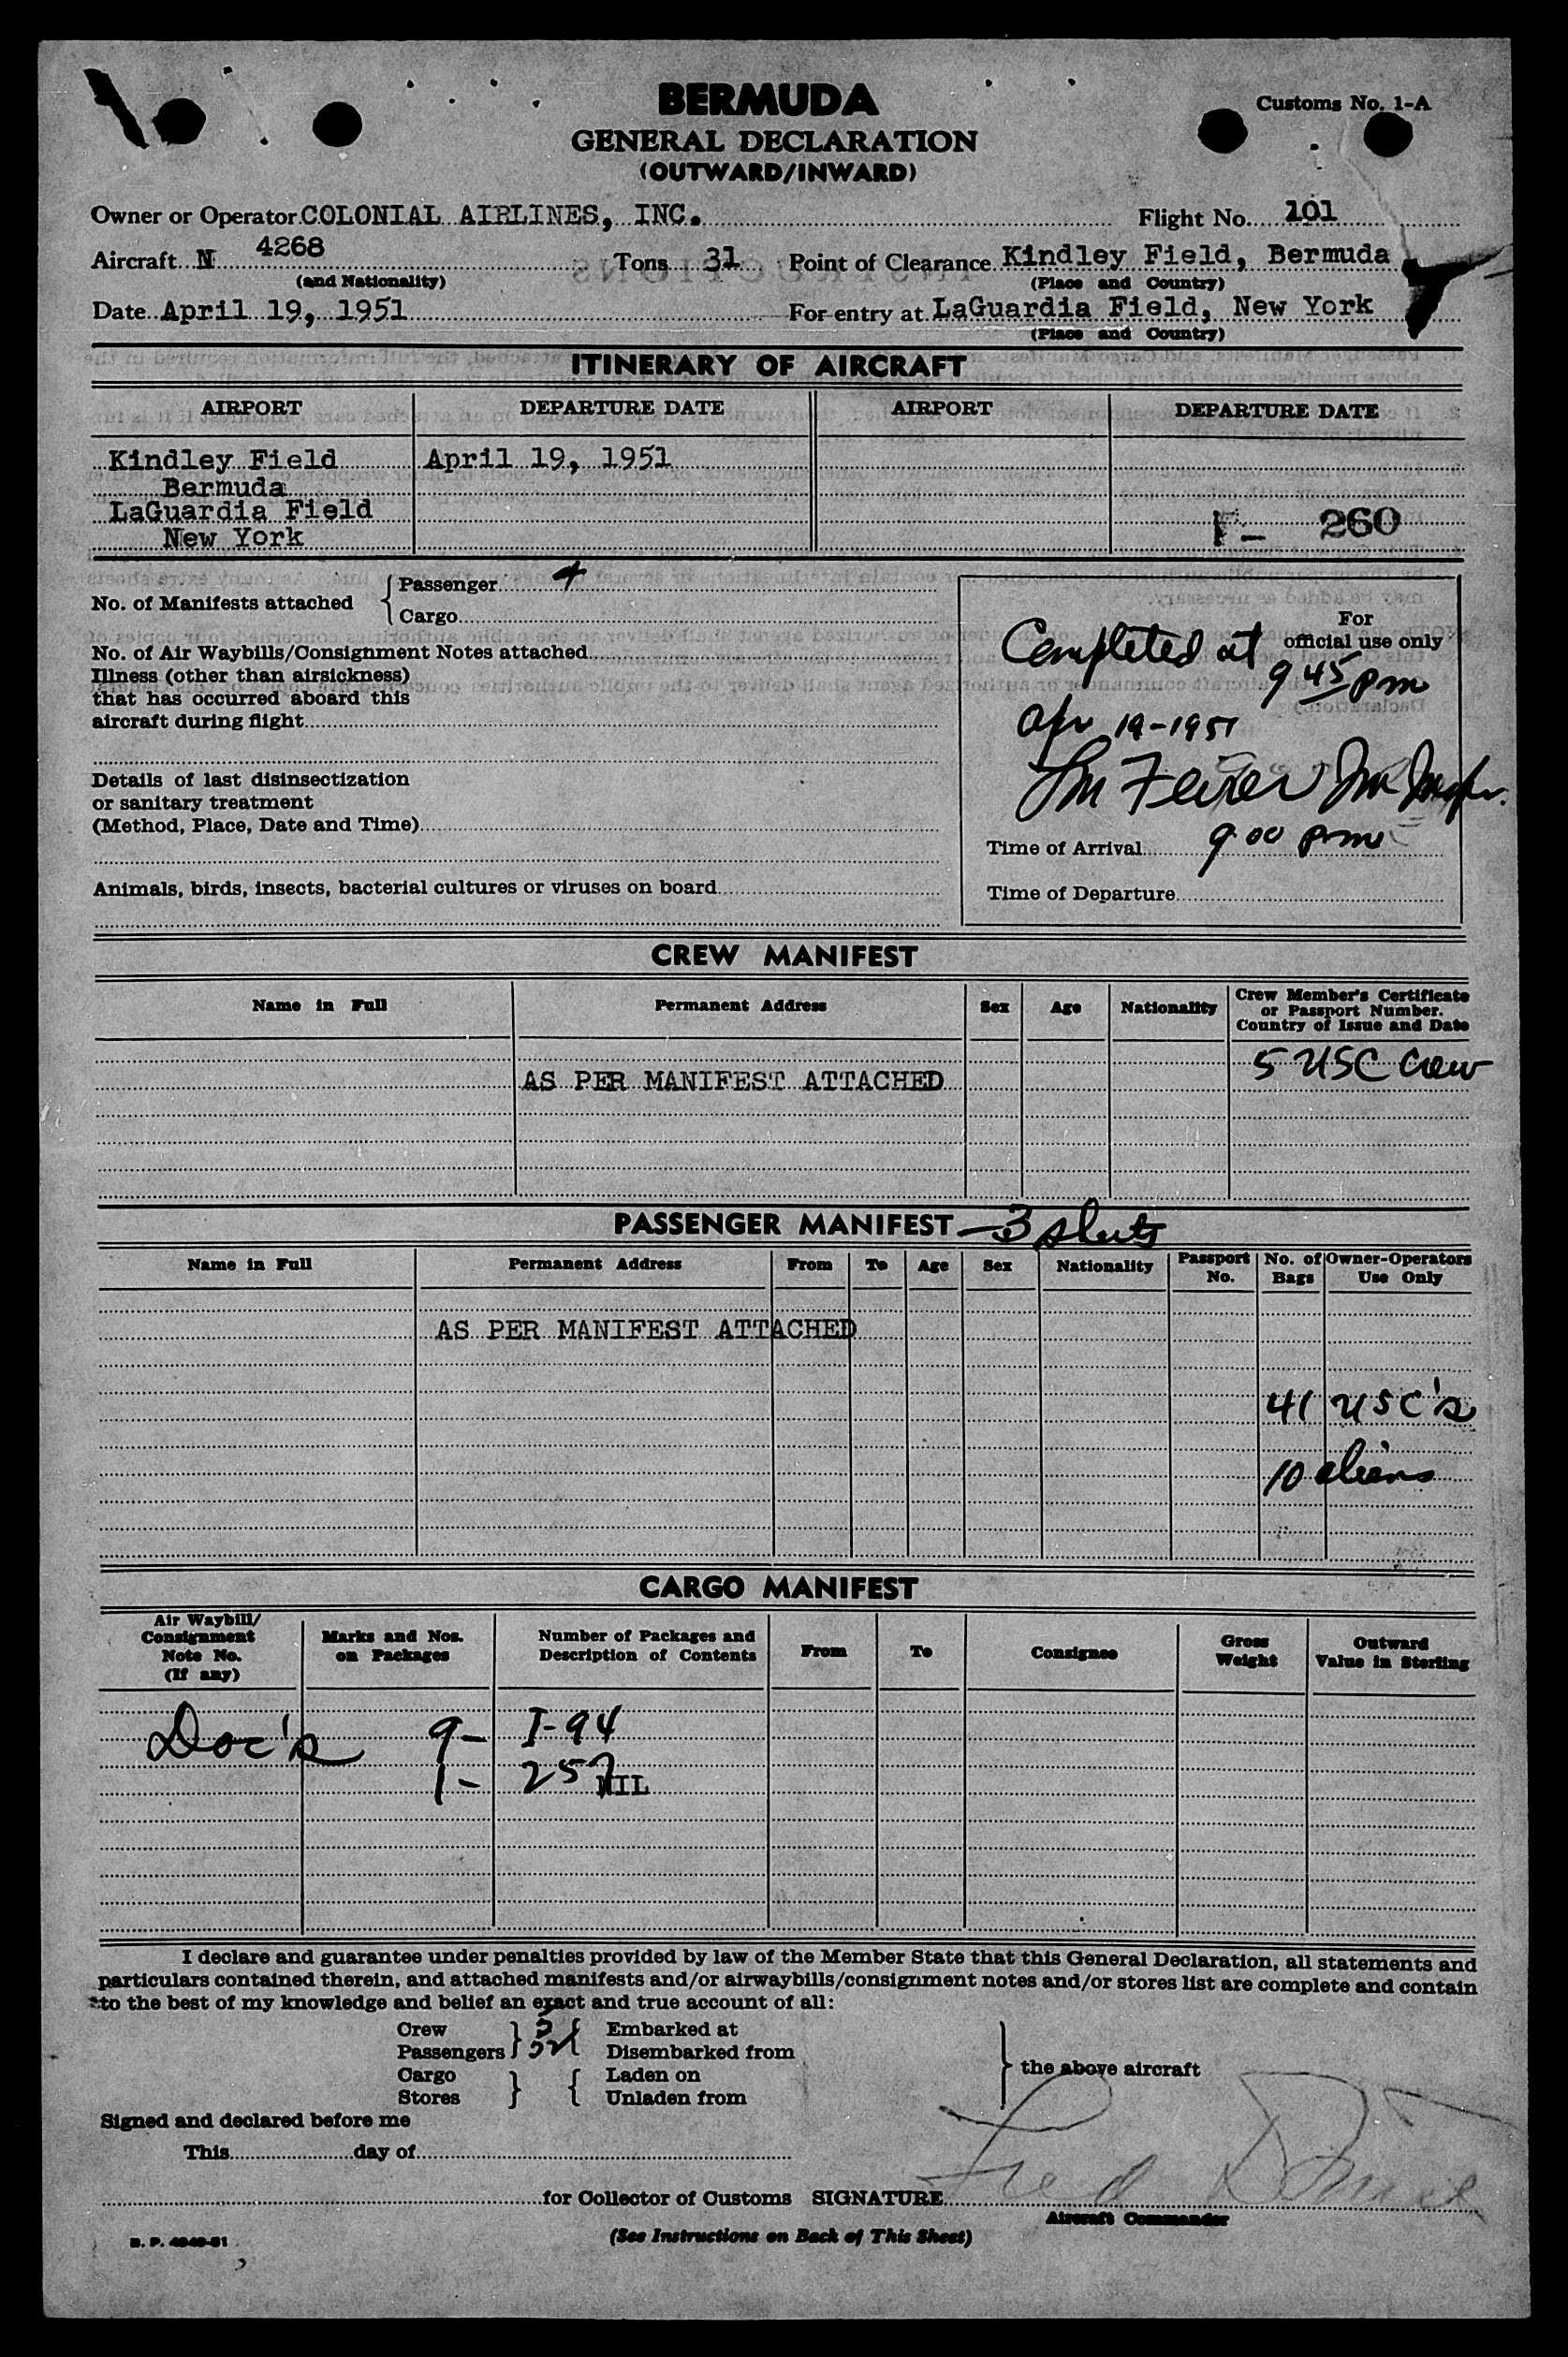 Customs No. 1-A
BERMUDA
GENERAL DECLARATION
(OUTWARD/INWARD)
Owner or Operator COLONIAL AIRLINES, INC. Flight No. 101
Aircraft N 4268 Tons 31 Point of Clearance Kindley Field, Bermuda
(and Nationality) (Place and Country)
Date April 19, 1951 For entry at LaGuardia Field, New York
(Place and Country)
ITINERARY OF AIRCRAFT
AIRPORT DEPARTURE DATE AIRPORT DEPARTURE DATE
Kindley Field April 19, 1951
Bermuda
LaGuardia Field
New York
260
No. of Manifests attached { Passenger 4
Cargo
No. of Air Waybills/Consignment Notes attached
Illness (other than airsickness)
that has occurred aboard this
aircraft during flight
Details of last disinsectization
or sanitary treatment
(Method, Place, Date and Time)
Animals, birds, insects, bacterial cultures or viruses on board
For
official use only
Completed at
9 45 pm
Apr 19-1951
Time of Arrival 9 00 pm
Time of Departure
CREW MANIFEST
Name in Full Permanent Address Sex Age Nationality Crew Member's Certificate
or Passport Number.
Country of Issue and Date
5 USC Crew
AS PER MANIFEST ATTACHED
PASSENGER MANIFEST - 3 shts
Name in Full Permanent Address From To Age Sex Nationality Passport No. No. of Bags Owner-Operators Use Only
AS PER MANIFEST ATTACHED
41 USC's
10 aliens
CARGO MANIFEST
Air Waybill/
Consignment
Note No.
(If any)
Marks and Nos.
on Packages
Number of Packages and
Description of Contents
From To Consignee Gross Weight Outward Value in Sterling
Doc's 9- I-94
1- 257
NIL
I declare and guarantee under penalties provided by law of the Member State that this General Declaration, all statements and
particulars contained therein, and attached manifests and/or airwaybills/consignment notes and/or stores list are complete and contain
to the best of my knowledge and belief an exact and true account of all:
Crew } 5 { Embarked at
Passengers } 52 { Disembarked from
Cargo } { Laden on
Stores } { Unladen from
} the above aircraft
Signed and declared before me
This day of
for Collector of Customs SIGNATURE Fred
Aircraft Commander
(See Instructions on Back of This Sheet)